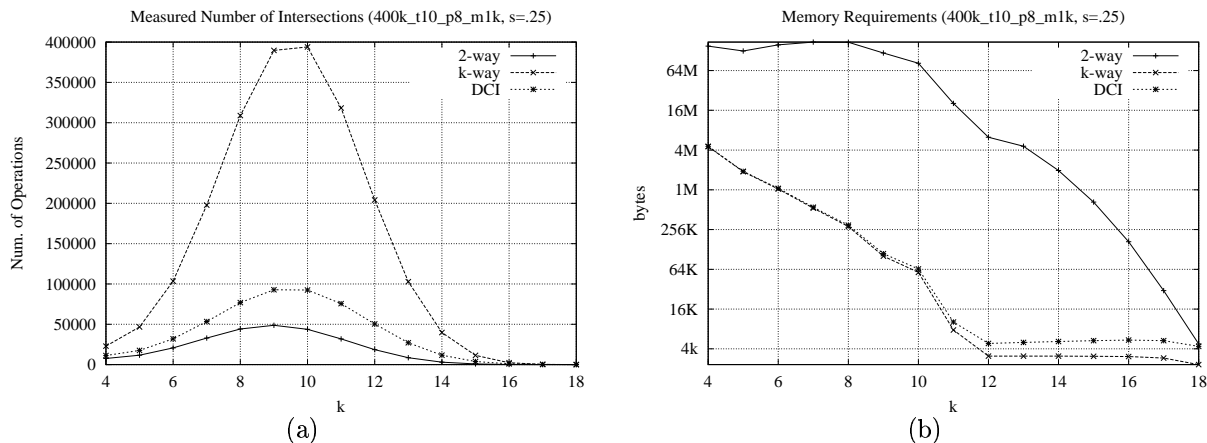 Measured Number of Intersections (400k_t10_p8_m1k, s=.25)
400000
350000
300000
250000
200000
150000
100000
50000
0
Num. of Operations
2-way
k-way
DCI
4 6 8 10 12 14 16 18
k
(a)
Memory Requirements (400k_t10_p8_m1k, s=.25)
64M
16M
4M
1M
256K
64K
16K
4k
bytes
2-way
k-way
DCI
4 6 8 10 12 14 16 18
k
(b)